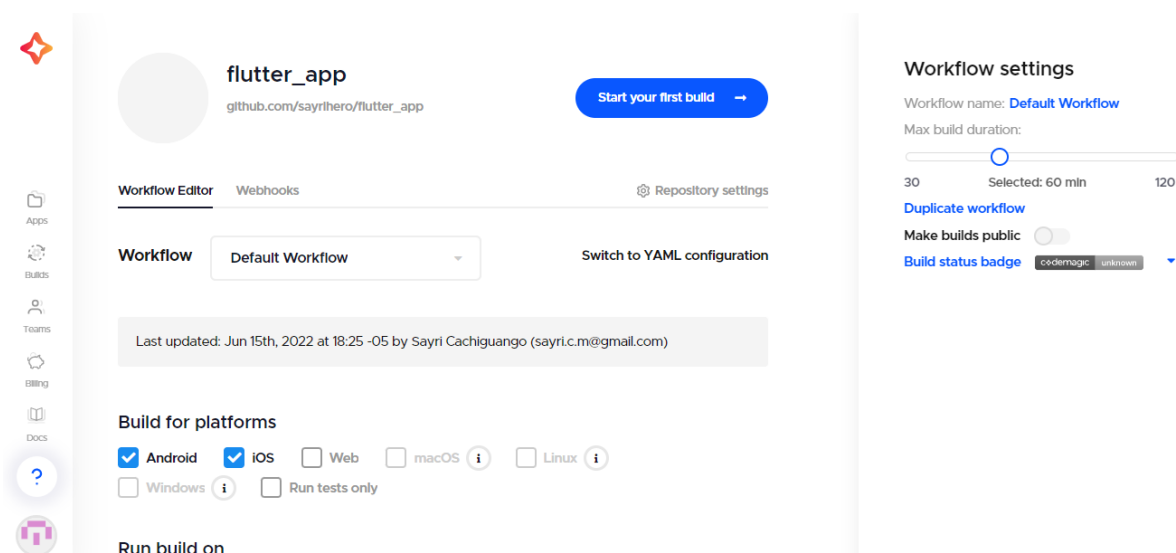 flutter_app
github.com/sayrihero/flutter_app
Start your first build →
Workflow Editor Webhooks Repository settings
Workflow Default Workflow Switch to YAML configuration
Last updated: Jun 15th, 2022 at 18:25 -05 by Sayri Cachiguango (sayri.c.m@gmail.com)
Build for platforms
Android iOS Web macOS i Linux i
Windows i Run tests only
Run build on
Apps
Builds
Teams
Billing
Docs
?
Workflow settings
Workflow name: Default Workflow
Max build duration:
30 Selected: 60 min 120
Duplicate workflow
Make builds public
Build status badge codemagic unknown